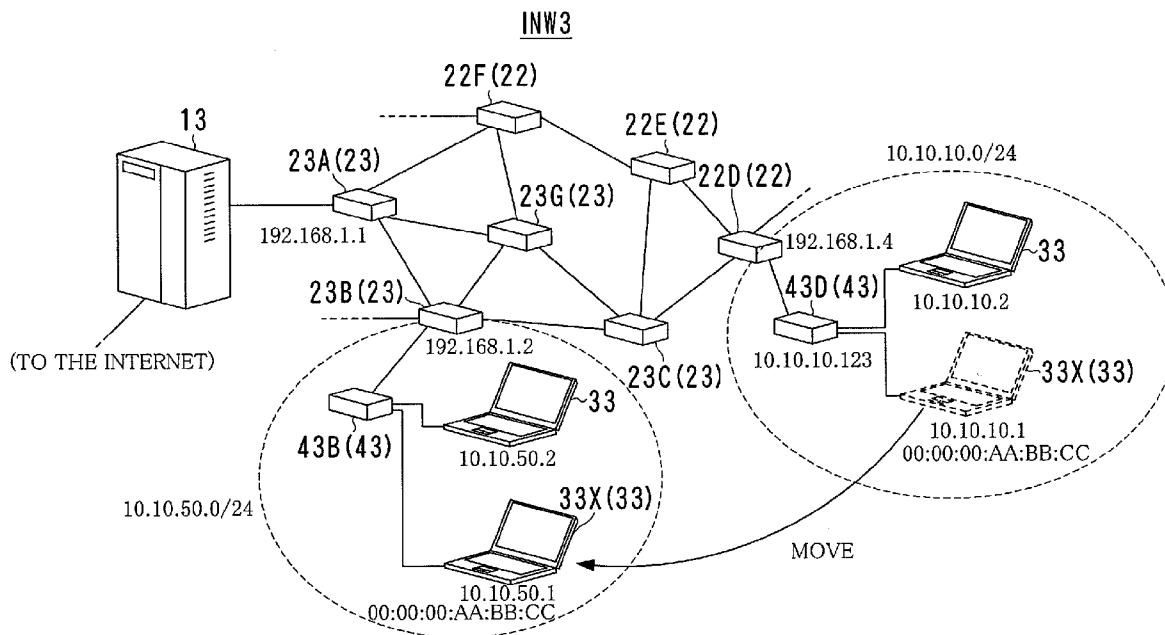 INW3
22F(22)
13
22E(22)
10.10.10.0/24
23A(23)
22D(22)
23G(23)
192.168.1.1
192.168.1.4
33
43D(43)
23B(23)
10.10.10.2
192.168.1.2
(TO THE INTERNET)
23C(23)
10.10.10.123
33X(33)
33
43B(43)
10.10.10.1
10.10.50.2
00:00:00:AA:BB:CC
10.10.50.0/24
33X(33)
MOVE
10.10.50.1
00:00:00:AA:BB:CC